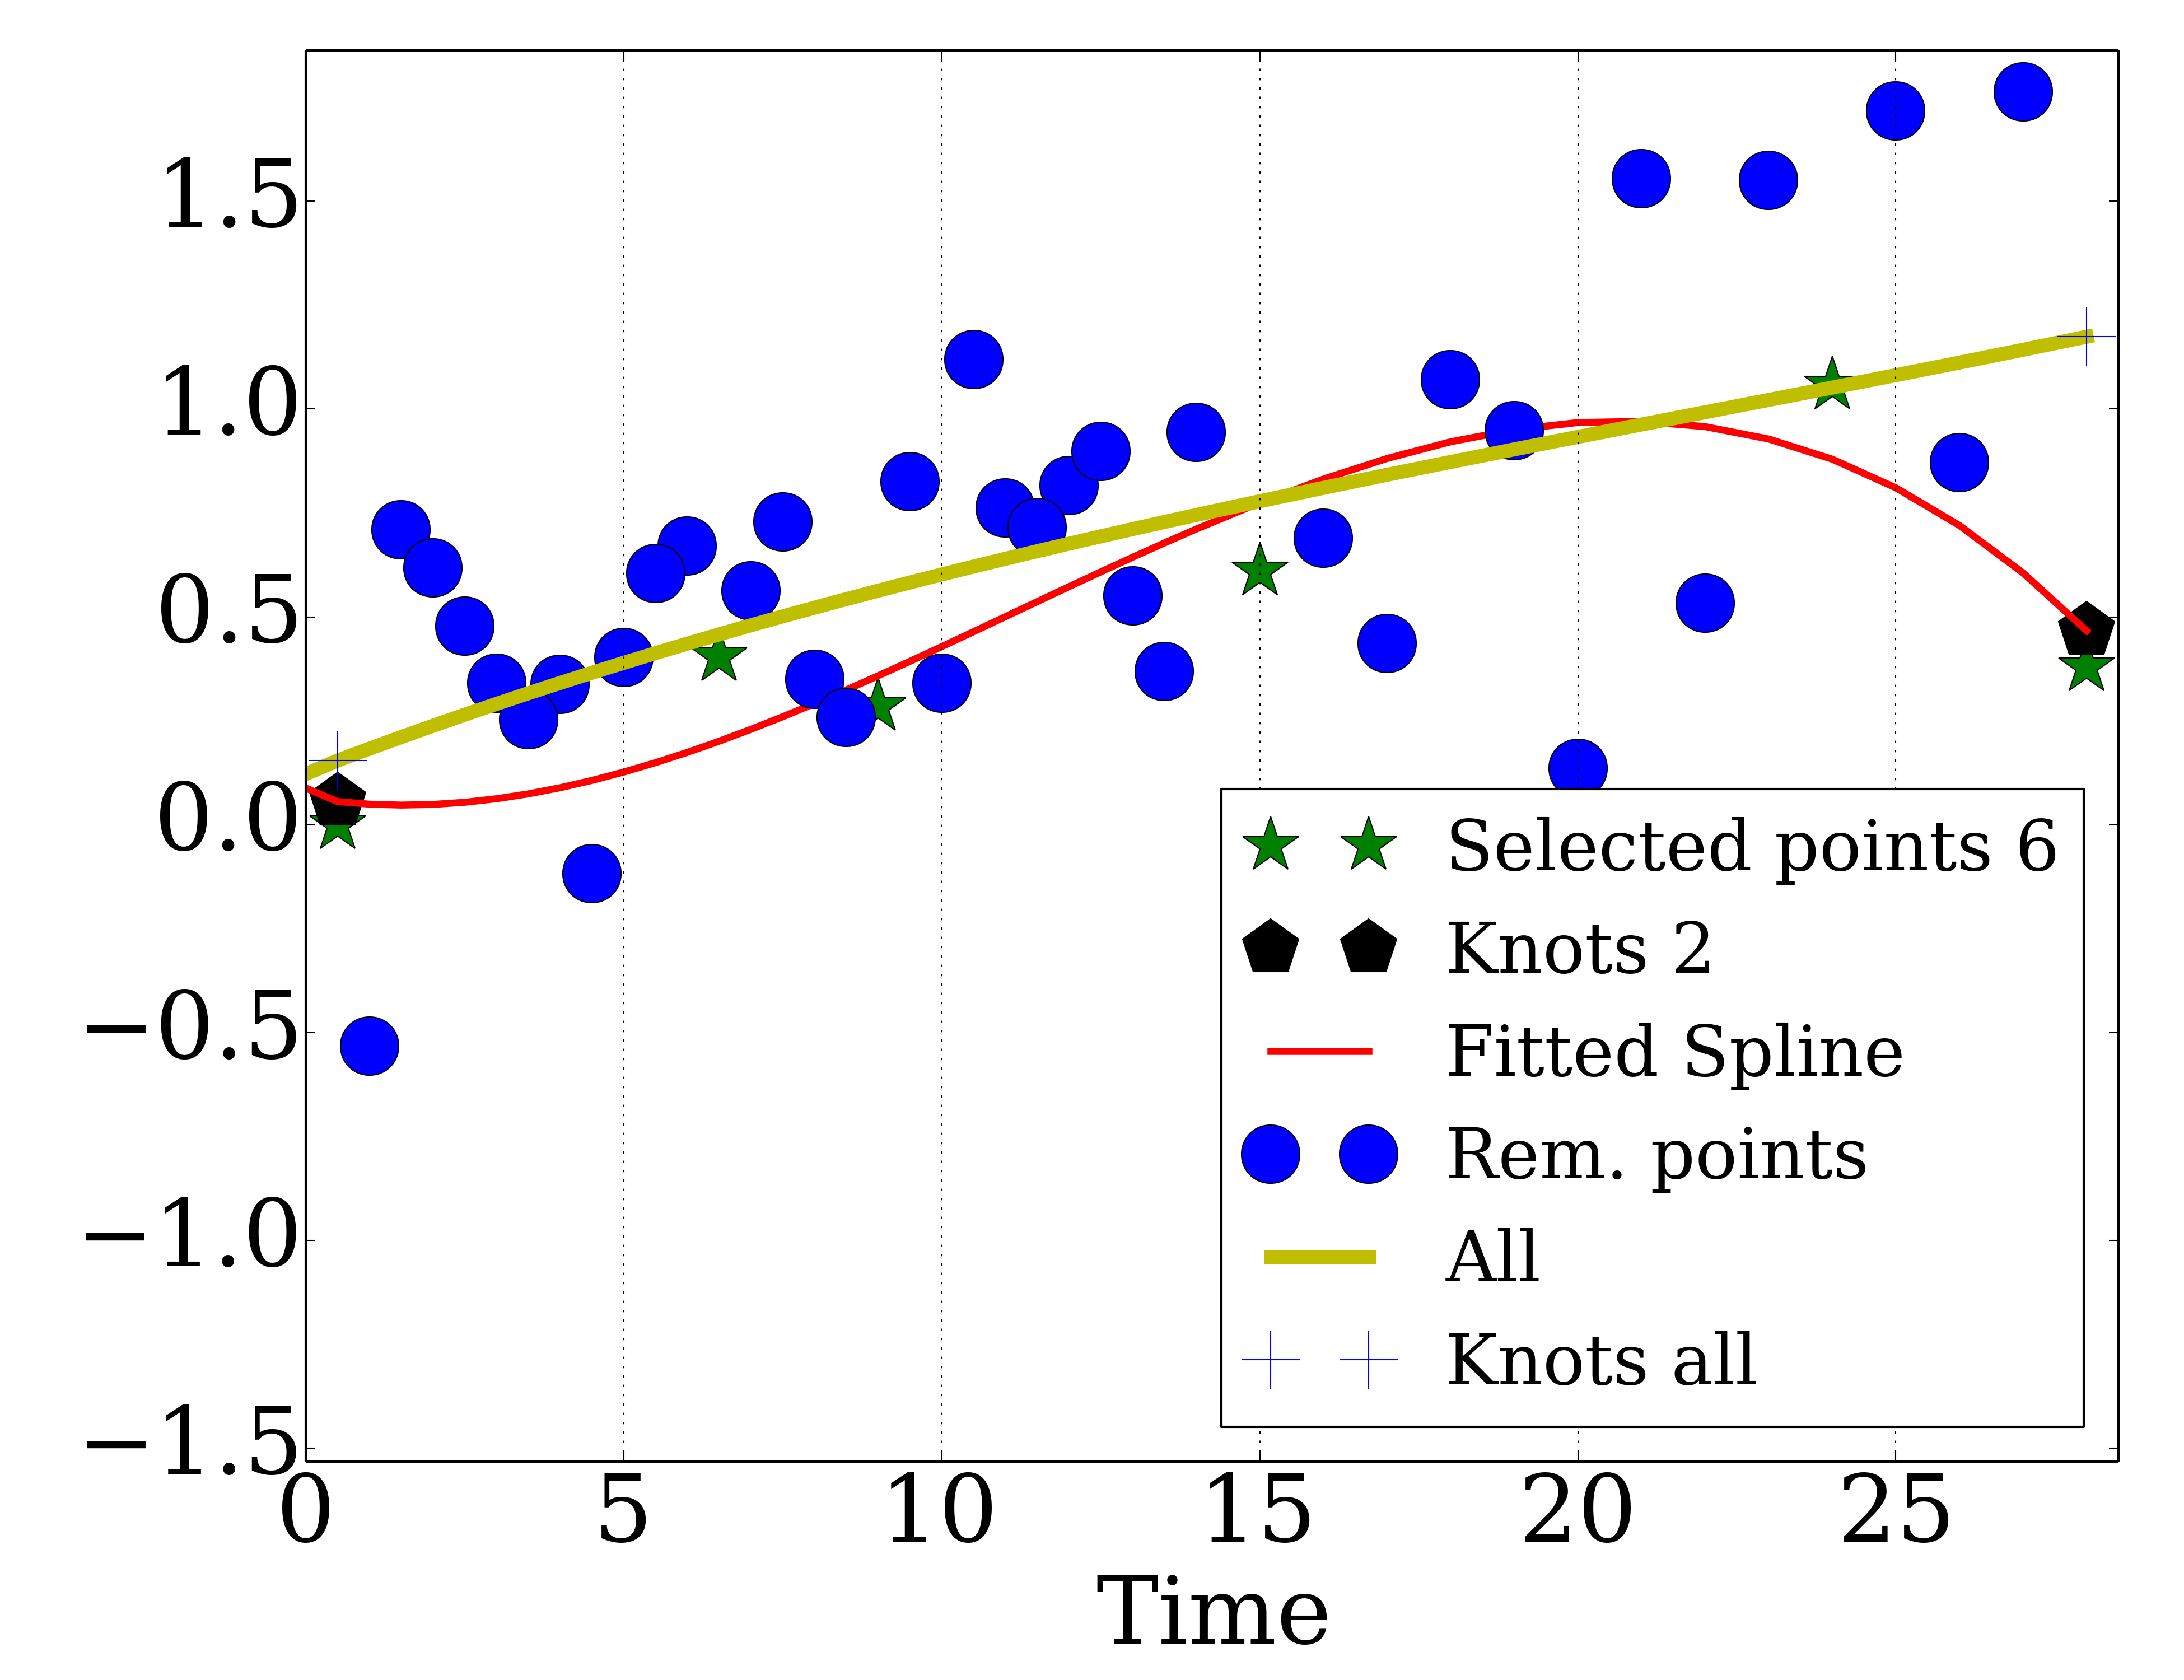 1.5
1.0
0.5
0.0
−0.5
−1.0
−1.5
0 5 10 15 20 25
Time
Selected points 6
Knots 2
Fitted Spline
Rem. points
All
Knots all